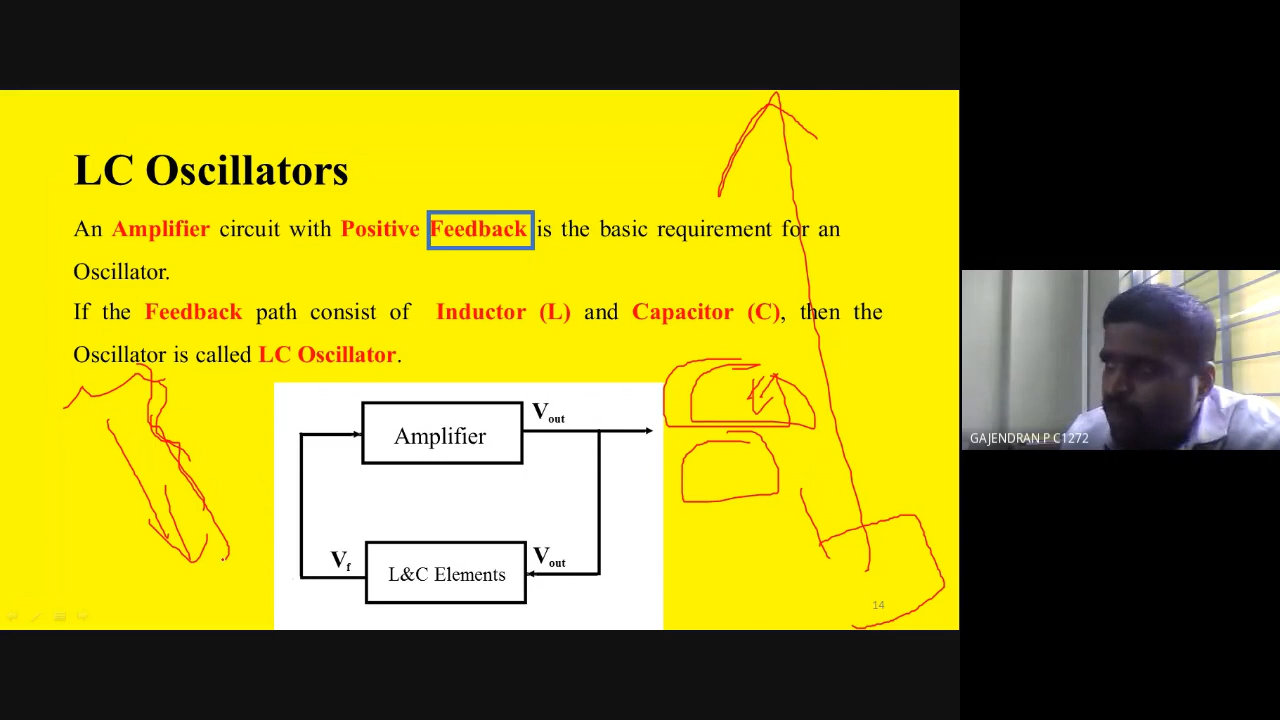 LC Oscillators
An Amplifier circuit with Positive Feedback is the basic requirement for an
Oscillator.
If the Feedback path consist of Inductor (L) and Capacitor (C), then the
Oscillator is called LC Oscillator.
Amplifier
Vout
Vf
L&C Elements
Vout
14
GAJENDRAN P C1272